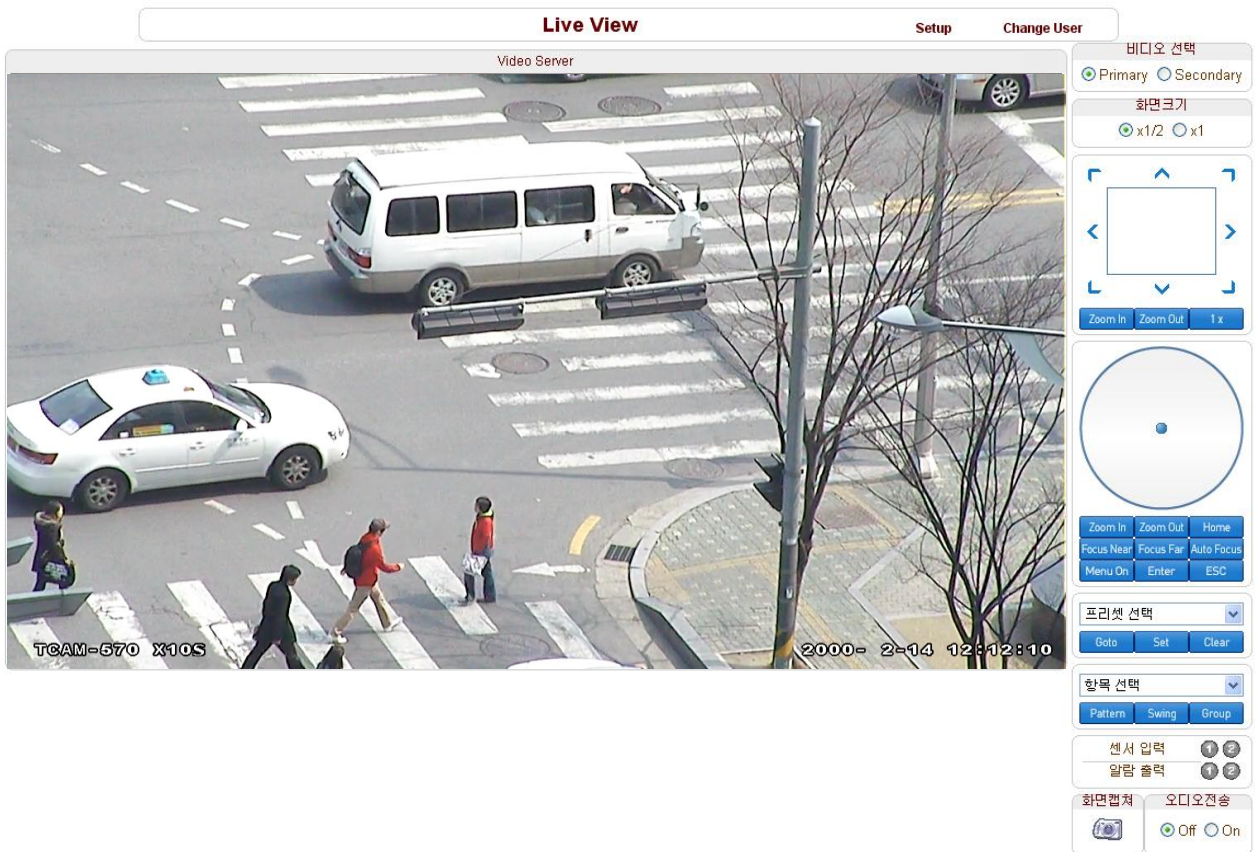 Live View
Setup
Change User
Video Server
비디오 선택
Primary
Secondary
화면크기
x1/2
x1
Zoom In
Zoom Out
1 x
Zoom In
Zoom Out
Home
Focus Near
Focus Far
Auto Focus
Menu On
Enter
ESC
프리셋 선택
Goto
Set
Clear
항목 선택
Pattern
Swing
Group
센서 입력
1
2
알람 출력
1
2
화면캡쳐
오디오전송
Off
On
TCAM-570 X10S
2000- 2-14 12:12:10